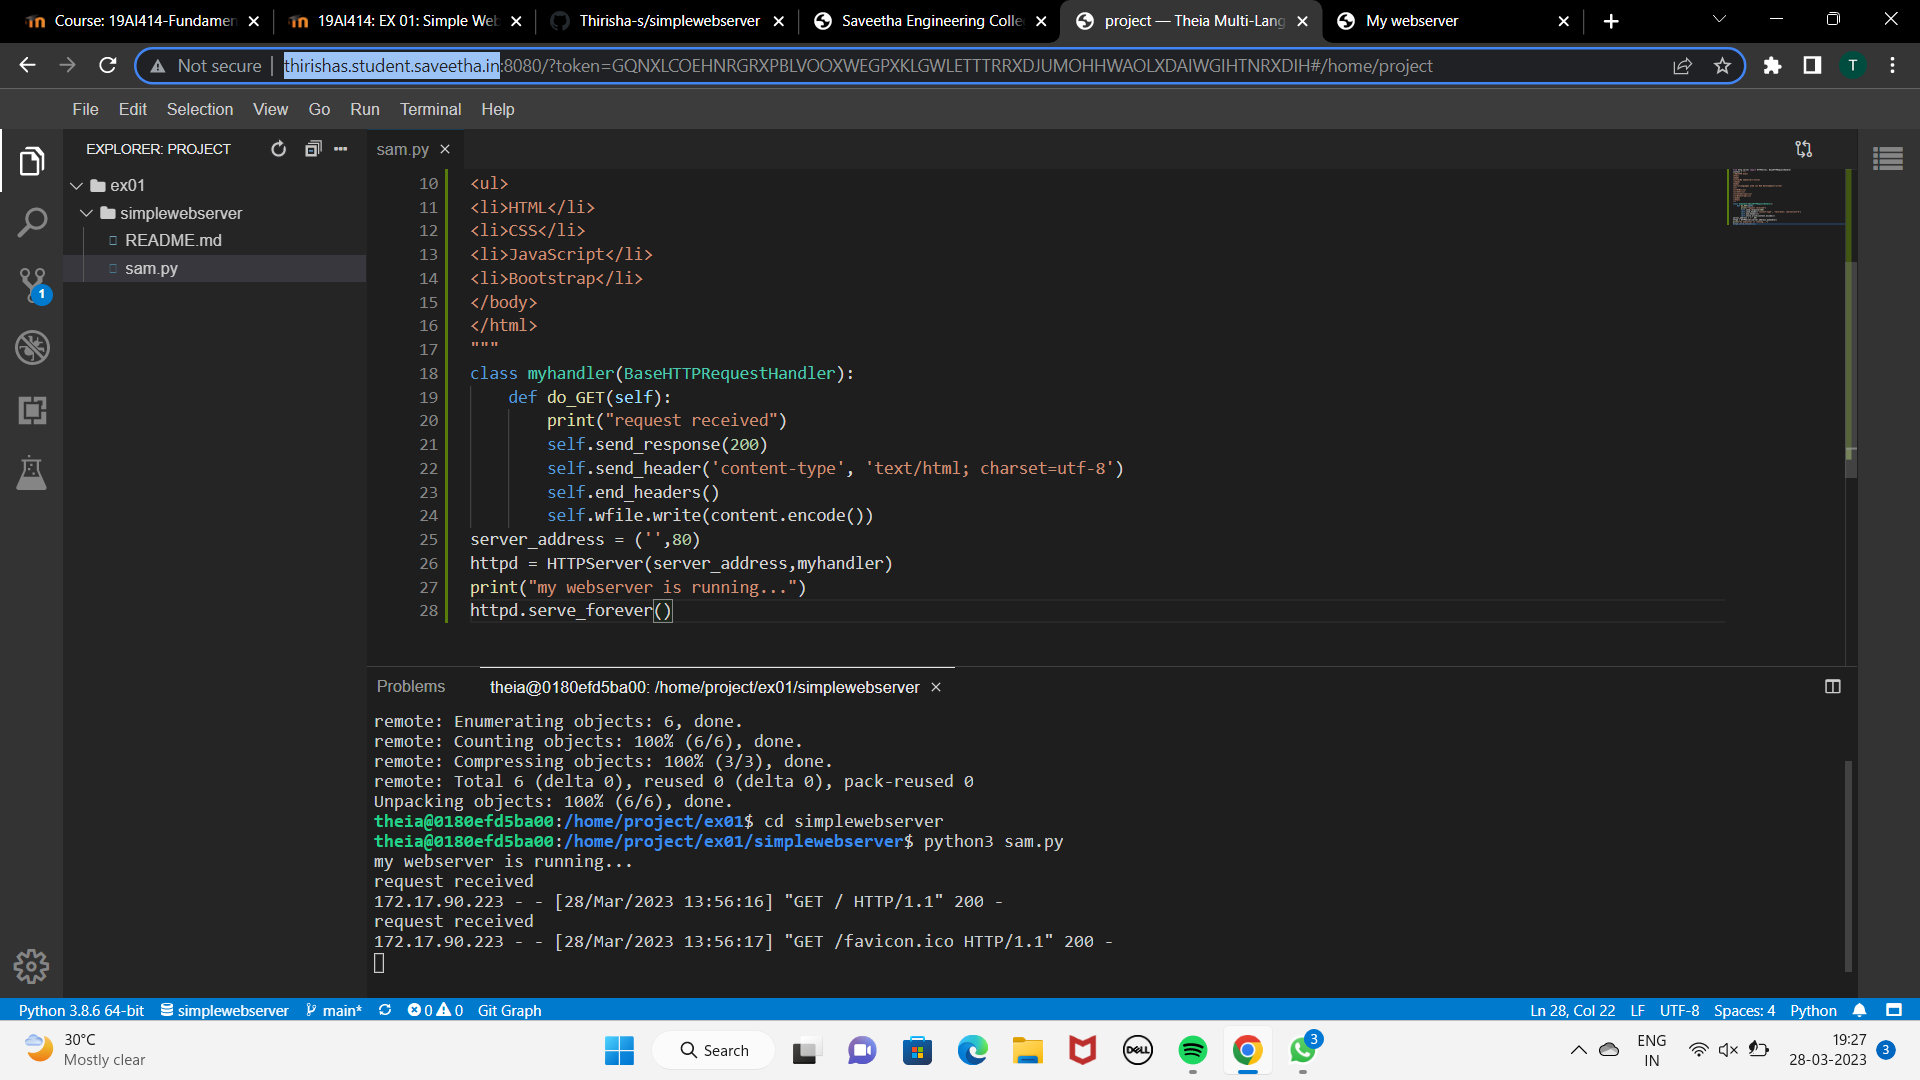 Course: 19AI414-Fundamen
19AI414: EX 01: Simple Web
Thirisha-s/simplewebserver
Saveetha Engineering Colle
project — Theia Multi-Lang
My webserver
Not secure
thirishas.student.saveetha.in:8080/?token=GQNXLCOEHNRGRXPBLVOOXWEGPXKLGWLETTTRRXDJUMOHHWAOLXDAIWGIHTNRXDIH#/home/project
T
File Edit Selection View Go Run Terminal Help
EXPLORER: PROJECT
ex01
simplewebserver
README.md
sam.py
1
sam.py
10 <ul>
11 <li>HTML</li>
12 <li>CSS</li>
13 <li>JavaScript</li>
14 <li>Bootstrap</li>
15 </body>
16 </html>
17 """
18 class myhandler(BaseHTTPRequestHandler):
19 def do_GET(self):
20 print("request received")
21 self.send_response(200)
22 self.send_header('content-type', 'text/html; charset=utf-8')
23 self.end_headers()
24 self.wfile.write(content.encode())
25 server_address = ('',80)
26 httpd = HTTPServer(server_address,myhandler)
27 print("my webserver is running...")
28 httpd.serve_forever()
Problems
theia@0180efd5ba00: /home/project/ex01/simplewebserver
remote: Enumerating objects: 6, done.
remote: Counting objects: 100% (6/6), done.
remote: Compressing objects: 100% (3/3), done.
remote: Total 6 (delta 0), reused 0 (delta 0), pack-reused 0
Unpacking objects: 100% (6/6), done.
theia@0180efd5ba00:/home/project/ex01$ cd simplewebserver
theia@0180efd5ba00:/home/project/ex01/simplewebserver$ python3 sam.py
my webserver is running...
request received
172.17.90.223 - - [28/Mar/2023 13:56:16] "GET / HTTP/1.1" 200 -
request received
172.17.90.223 - - [28/Mar/2023 13:56:17] "GET /favicon.ico HTTP/1.1" 200 -
Python 3.8.6 64-bit simplewebserver main* 0 0 Git Graph
Ln 28, Col 22 LF UTF-8 Spaces: 4 Python
30°C
Mostly clear
Search
DELL
3
ENG
IN
19:27
28-03-2023
3